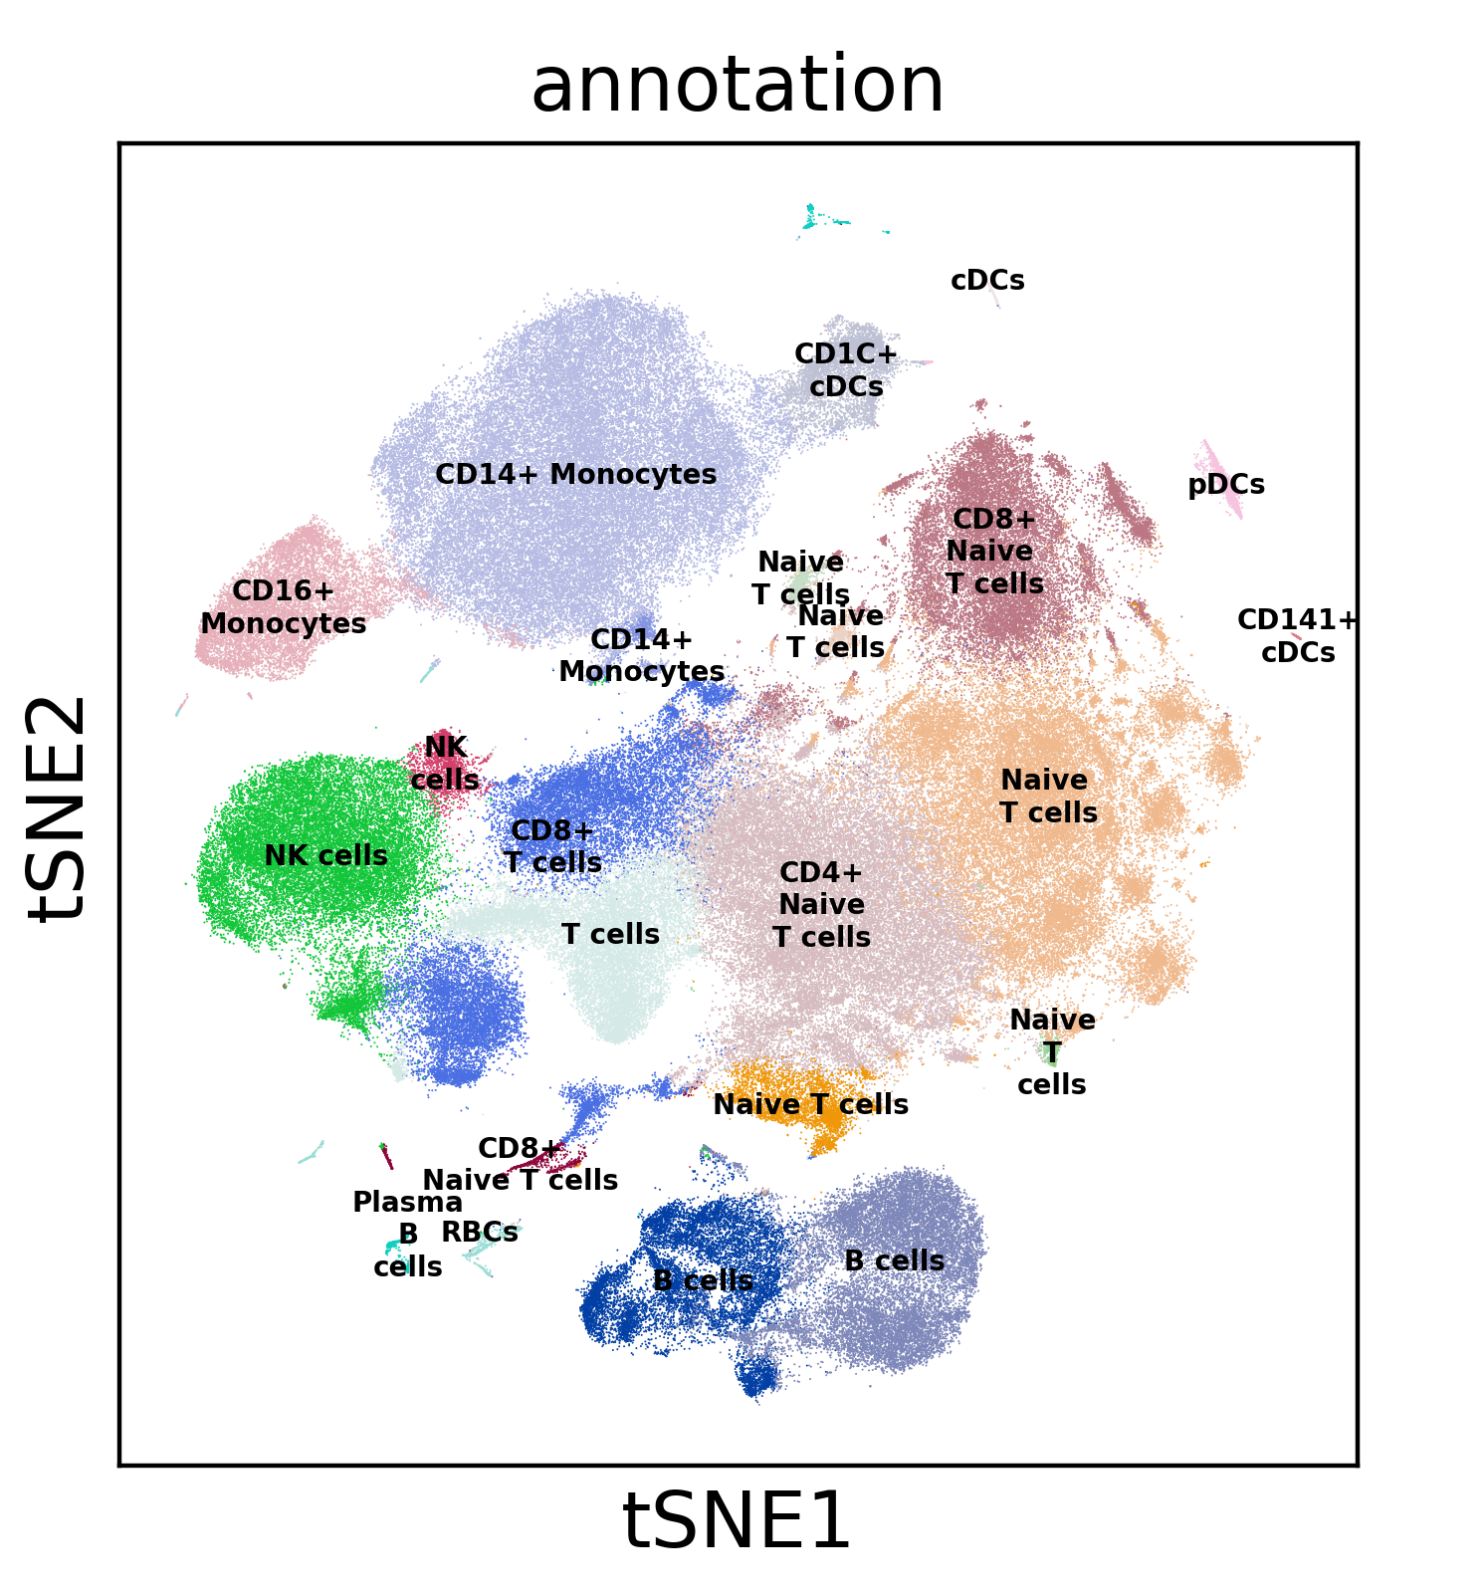 annotation
cDCs
CD1C+
cDCs
CD14+ Monocytes
pDCs
CD8+
Naive
T cells
Naive
T cells
CD16+
Monocytes
Naive
T cells
CD141+
cDCs
CD14+
Monocytes
NK
cells
Naive
T cells
CD8+
T cells
NK cells
CD4+
Naive
T cells
T cells
Naive
T
cells
Naive T cells
CD8+
Naive T cells
Plasma
B
cells
RBCs
B cells
B cells
tSNE1
tSNE2